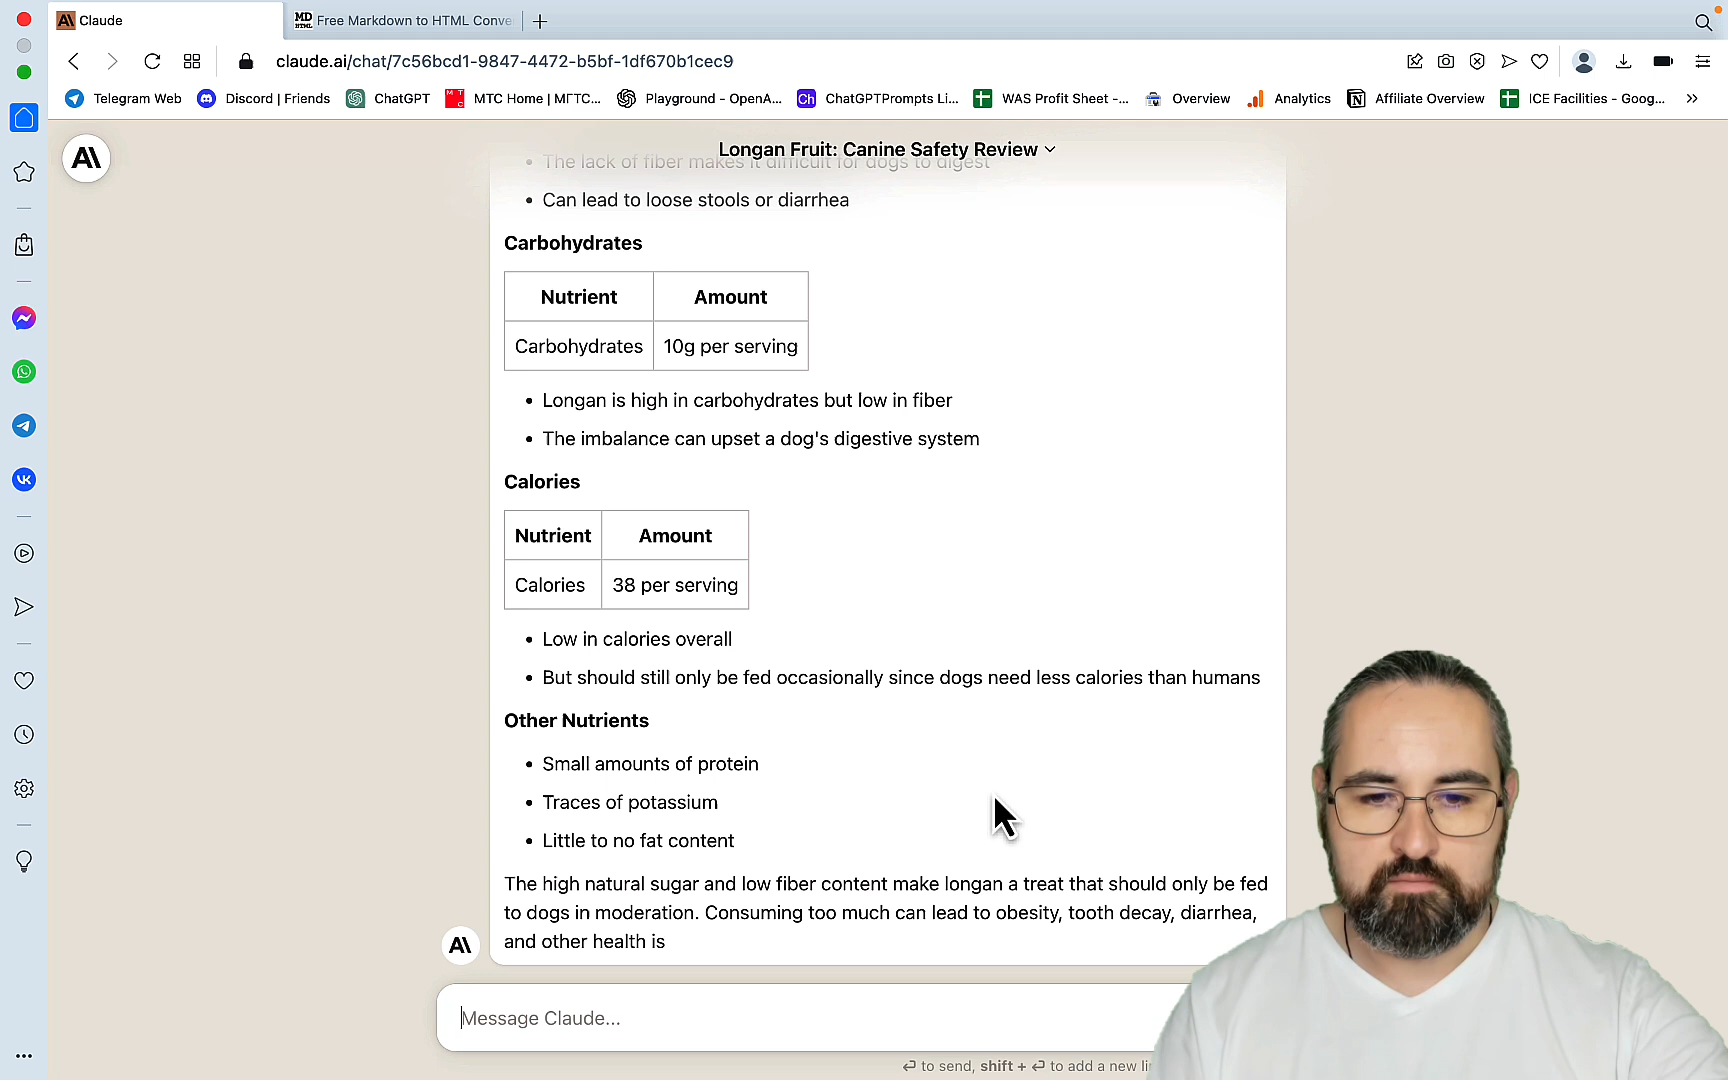 Claude
MD
HTML
Free Markdown to HTML Conve
claude.ai/chat/7c56bcd1-9847-4472-b5bf-1df670b1cec9
Telegram Web
Discord | Friends
ChatGPT
MTC Home | МГТС...
Playground - OpenA...
Ch
ChatGPTPrompts Li...
WAS Profit Sheet -...
Overview
Analytics
Affiliate Overview
ICE Facilities - Goog...
Longan Fruit: Canine Safety Review
The lack of fiber makes it difficult for dogs to digest
• Can lead to loose stools or diarrhea
Carbohydrates
Nutrient Amount
Carbohydrates 10g per serving
• Longan is high in carbohydrates but low in fiber
• The imbalance can upset a dog's digestive system
Calories
Nutrient Amount
Calories 38 per serving
• Low in calories overall
• But should still only be fed occasionally since dogs need less calories than humans
Other Nutrients
• Small amounts of protein
• Traces of potassium
• Little to no fat content
The high natural sugar and low fiber content make longan a treat that should only be fed
to dogs in moderation. Consuming too much can lead to obesity, tooth decay, diarrhea,
and other health is
Message Claude...
to send, shift + to add a new li